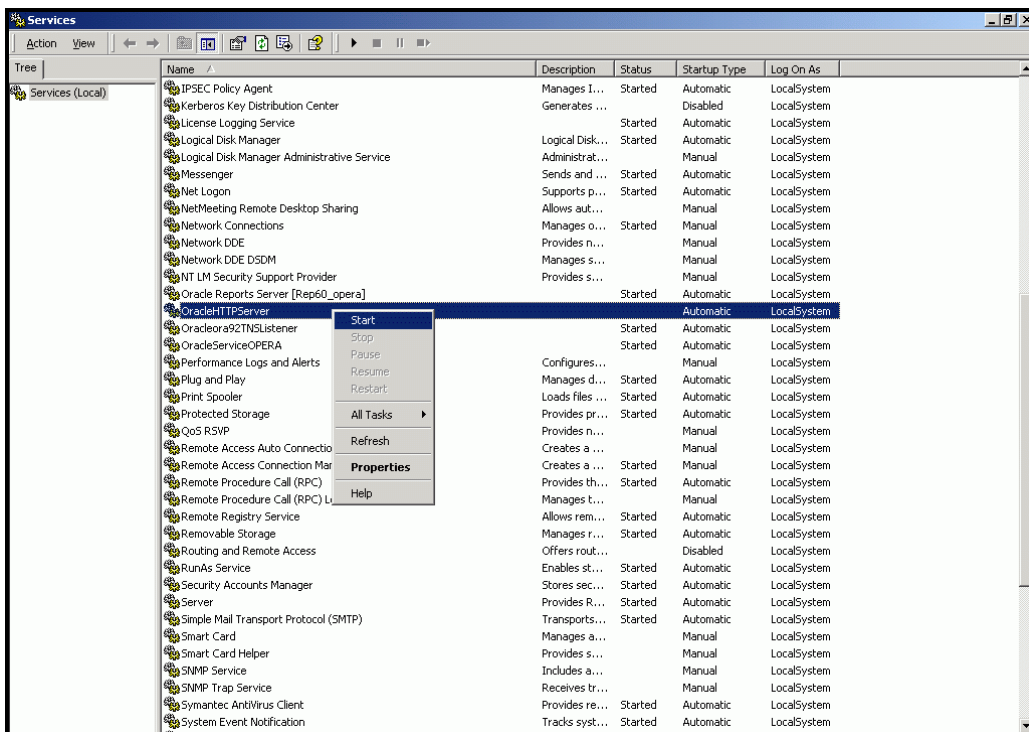 Services
Action View
Tree
Services (Local)
Name Description Status Startup Type Log On As
IPSEC Policy Agent Manages I... Started Automatic LocalSystem
Kerberos Key Distribution Center Generates ... Disabled LocalSystem
License Logging Service Started Automatic LocalSystem
Logical Disk Manager Logical Disk... Started Automatic LocalSystem
Logical Disk Manager Administrative Service Administrat... Manual LocalSystem
Messenger Sends and ... Started Automatic LocalSystem
Net Logon Supports p... Started Automatic LocalSystem
NetMeeting Remote Desktop Sharing Allows aut... Manual LocalSystem
Network Connections Manages o... Started Manual LocalSystem
Network DDE Provides n... Manual LocalSystem
Network DDE DSDM Manages s... Manual LocalSystem
NT LM Security Support Provider Provides s... Manual LocalSystem
Oracle Reports Server [Rep60_opera] Started Automatic LocalSystem
OracleHTTPServer Automatic LocalSystem
Oracleora92TNSListener Started Automatic LocalSystem
OracleServiceOPERA Started Automatic LocalSystem
Performance Logs and Alerts Configures... Manual LocalSystem
Plug and Play Manages d... Started Automatic LocalSystem
Print Spooler Loads files ... Started Automatic LocalSystem
Protected Storage Provides pr... Started Automatic LocalSystem
QoS RSVP Provides n... Manual LocalSystem
Remote Access Auto Connectio Creates a ... Manual LocalSystem
Remote Access Connection Mar Creates a ... Started Manual LocalSystem
Remote Procedure Call (RPC) Provides th... Started Automatic LocalSystem
Remote Procedure Call (RPC) L Manages t... Manual LocalSystem
Remote Registry Service Allows rem... Started Automatic LocalSystem
Removable Storage Manages r... Started Automatic LocalSystem
Routing and Remote Access Offers rout... Disabled LocalSystem
RunAs Service Enables st... Started Automatic LocalSystem
Security Accounts Manager Stores sec... Started Automatic LocalSystem
Server Provides R... Started Automatic LocalSystem
Simple Mail Transport Protocol (SMTP) Transports... Started Automatic LocalSystem
Smart Card Manages a... Manual LocalSystem
Smart Card Helper Provides s... Manual LocalSystem
SNMP Service Includes a... Manual LocalSystem
SNMP Trap Service Receives tr... Manual LocalSystem
Symantec AntiVirus Client Provides re... Started Automatic LocalSystem
System Event Notification Tracks syst... Started Automatic LocalSystem
Start
Stop
Pause
Resume
Restart
All Tasks
Refresh
Properties
Help